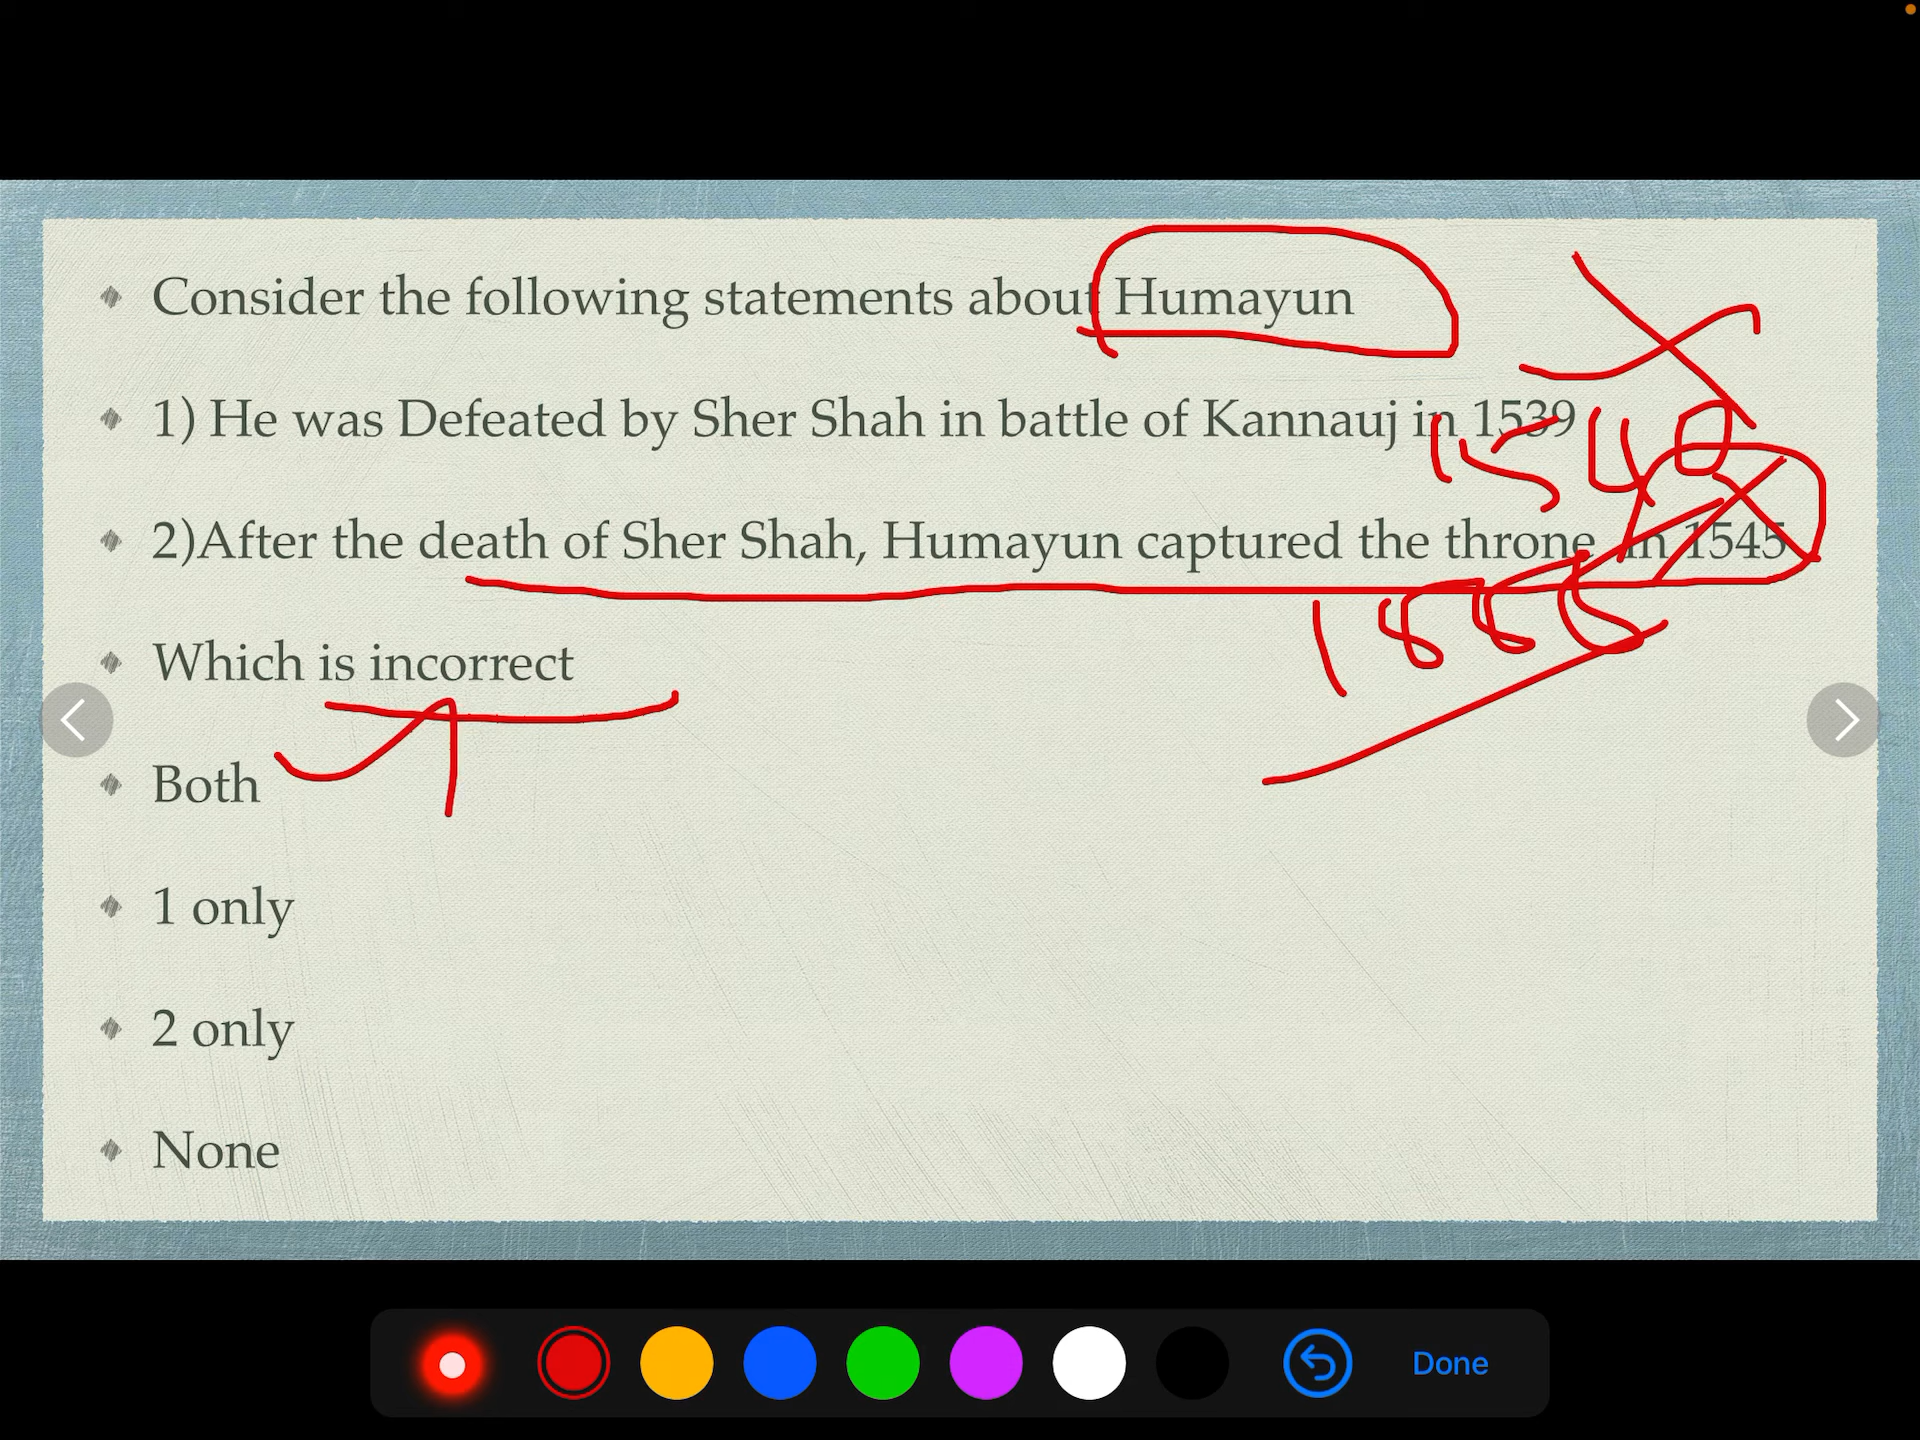 Consider the following statements about Humayun
1) He was Defeated by Sher Shah in battle of Kannauj in 1539
1540
2)After the death of Sher Shah, Humayun captured the throne in 1545
Which is incorrect
Both
1 only
2 only
None
Done